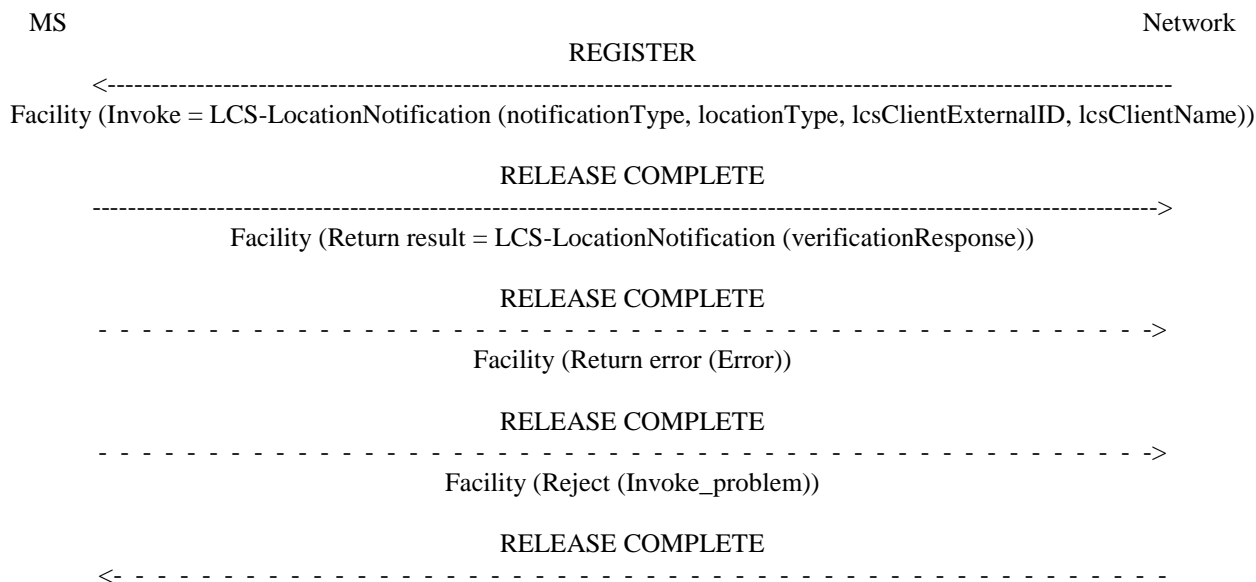 MS Network
REGISTER
<------------------------------------------------------------------------------------------------------------------------
Facility (Invoke = LCS-LocationNotification (notificationType, locationType, lcsClientExternalID, lcsClientName))
RELEASE COMPLETE
------------------------------------------------------------------------------------------------------------------------>
Facility (Return result = LCS-LocationNotification (verificationResponse))
RELEASE COMPLETE
- - - - - - - - - - - - - - - - - - - - - - - - - - - - - - - - - - - - - - - - - - - - - - - - ->
Facility (Return error (Error))
RELEASE COMPLETE
- - - - - - - - - - - - - - - - - - - - - - - - - - - - - - - - - - - - - - - - - - - - - - - - ->
Facility (Reject (Invoke_problem))
RELEASE COMPLETE
<- - - - - - - - - - - - - - - - - - - - - - - - - - - - - - - - - - - - - - - - - - - - - - - - -